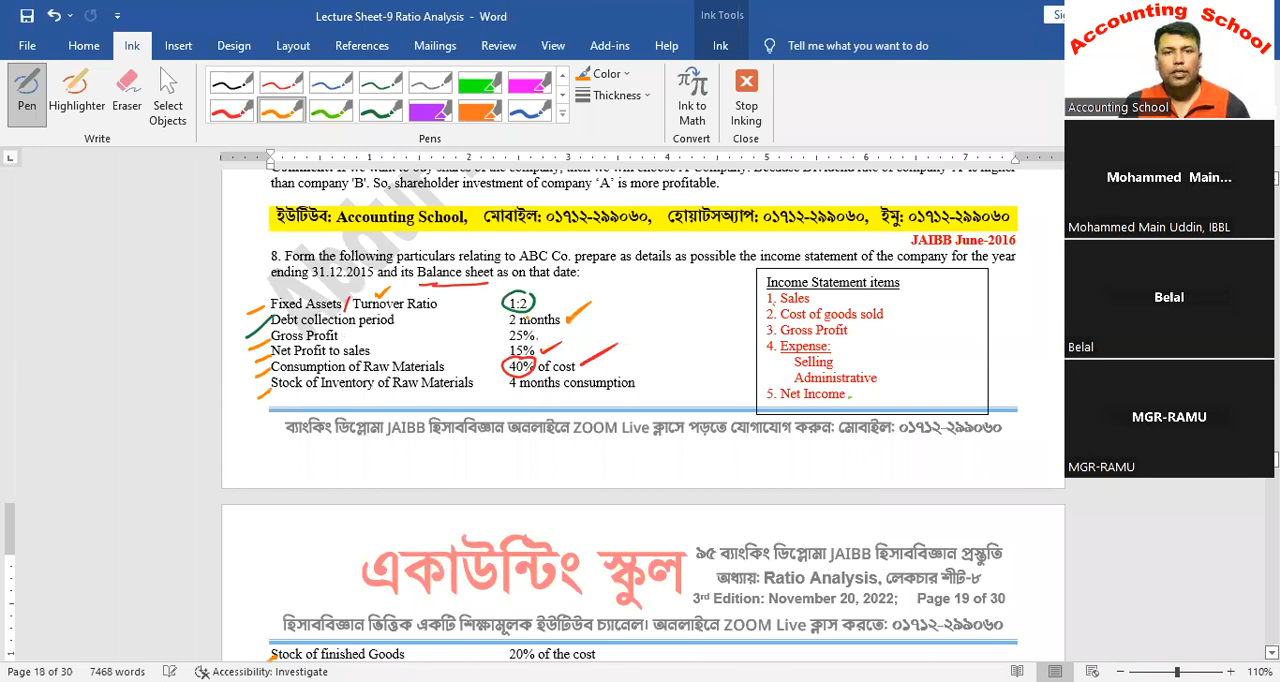 Lecture Sheet-9 Ratio Analysis - Word
Ink Tools
File Home Ink Insert Design Layout References Mailings Review View Add-ins Help Ink Tell me what you want to do
Pen Highlighter Eraser Select Objects
Color
Thickness
Ink to Math
Stop Inking
Write Pens Convert Close
Accounting School
Accounting School
Mohammed Main...
Mohammed Main Uddin, IBBL
Belal
Belal
MGR-RAMU
MGR-RAMU
1 2 3 4 5 6 7
than company 'B'. So, shareholder investment of company ‘A’ is more profitable.
ইউটিউব: Accounting School, মোবাইল: ০১৭১২-২৯৯০৬০, হোয়াটসঅ্যাপ: ০১৭১২-২৯৯০৬০, ইমু: ০১৭১২-২৯৯০৬০
JAIBB June-2016
8. Form the following particulars relating to ABC Co. prepare as details as possible the income statement of the company for the year
ending 31.12.2015 and its Balance sheet as on that date:
Fixed Assets / Turnover Ratio 1:2
Debt collection period 2 months
Gross Profit 25%
Net Profit to sales 15%
Consumption of Raw Materials 40% of cost
Stock of Inventory of Raw Materials 4 months consumption
Income Statement items
1. Sales
2. Cost of goods sold
3. Gross Profit
4. Expense:
Selling
Administrative
5. Net Income
ব্যাংকিং ডিপ্লোমা JAIBB হিসাববিজ্ঞান অনলাইনে ZOOM Live ক্লাসে পড়তে যোগাযোগ করুন: মোবাইল: ০১৭১২-২৯৯০৬০
একাউন্টিং স্কুল
৯৫ ব্যাংকিং ডিপ্লোমা JAIBB হিসাববিজ্ঞান প্রস্তুতি
অধ্যায়: Ratio Analysis, লেকচার শীট-৮
3rd Edition: November 20, 2022; Page 19 of 30
হিসাববিজ্ঞান ভিত্তিক একটি শিক্ষামূলক ইউটিউব চ্যানেল। অনলাইনে ZOOM Live ক্লাস করতে: ০১৭১২-২৯৯০৬০
Stock of finished Goods 20% of the cost
Page 18 of 30 7468 words Accessibility: Investigate 110%